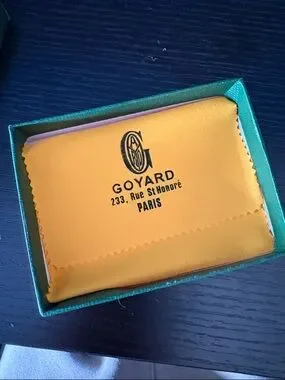 GOYARD
233, Rue St Honoré
PARIS